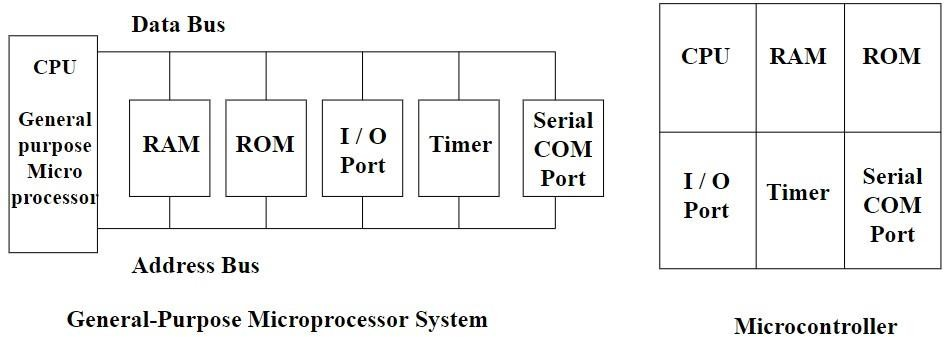 Data Bus
CPU
General
purpose
Micro
processor
RAM
ROM
I / O
Port
Timer
Serial
COM
Port
Address Bus
General-Purpose Microprocessor System
CPU
RAM
ROM
I / O
Port
Timer
Serial
COM
Port
Microcontroller